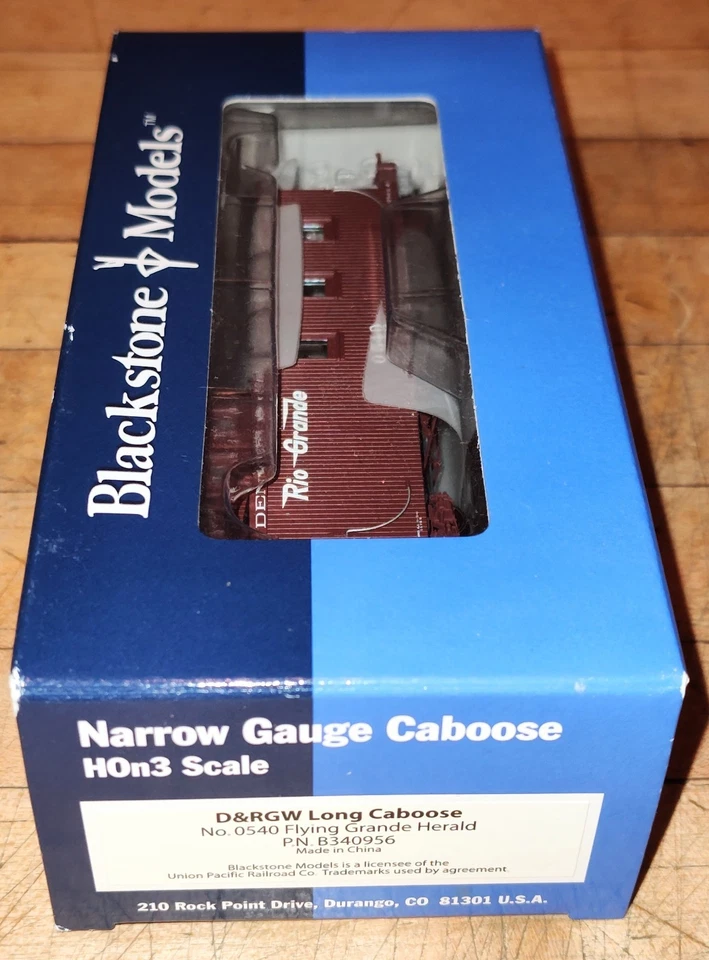 Blackstone Models™
Rio Grande
DEN
Narrow Gauge Caboose
HOn3 Scale
D&RGW Long Caboose
No. 0540 Flying Grande Herald
P.N. B340956
Made in China
Blackstone Models is a licensee of the
Union Pacific Railroad Co. Trademarks used by agreement.
210 Rock Point Drive, Durango, CO 81301 U.S.A.